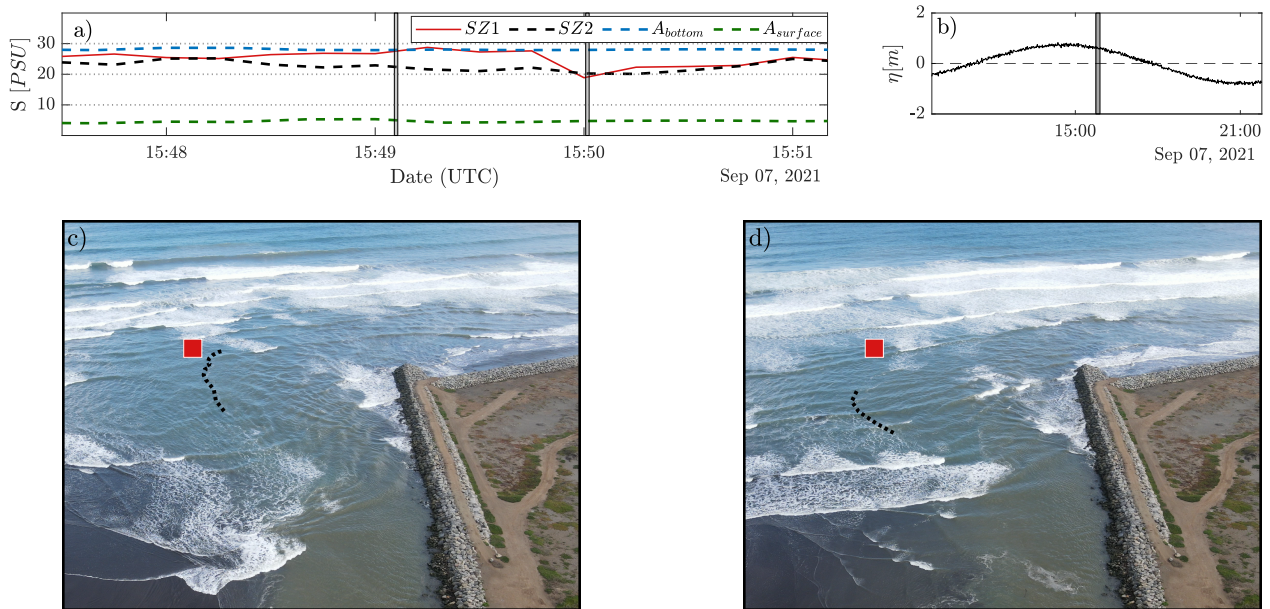 a)
SZ1 SZ2 A_bottom A_surface
S [PSU]
30
20
10
15:48 15:49 15:50 15:51
Date (UTC)
Sep 07, 2021
b)
η[m]
2
0
-2
15:00 21:00
Sep 07, 2021
c)
d)